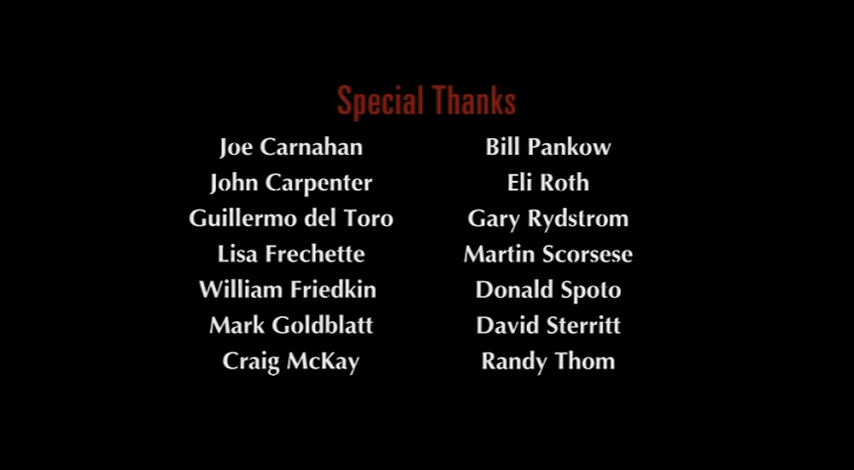 Special Thanks
Joe Carnahan
John Carpenter
Guillermo del Toro
Lisa Frechette
William Friedkin
Mark Goldblatt
Craig McKay
Bill Pankow
Eli Roth
Gary Rydstrom
Martin Scorsese
Donald Spoto
David Sterritt
Randy Thom